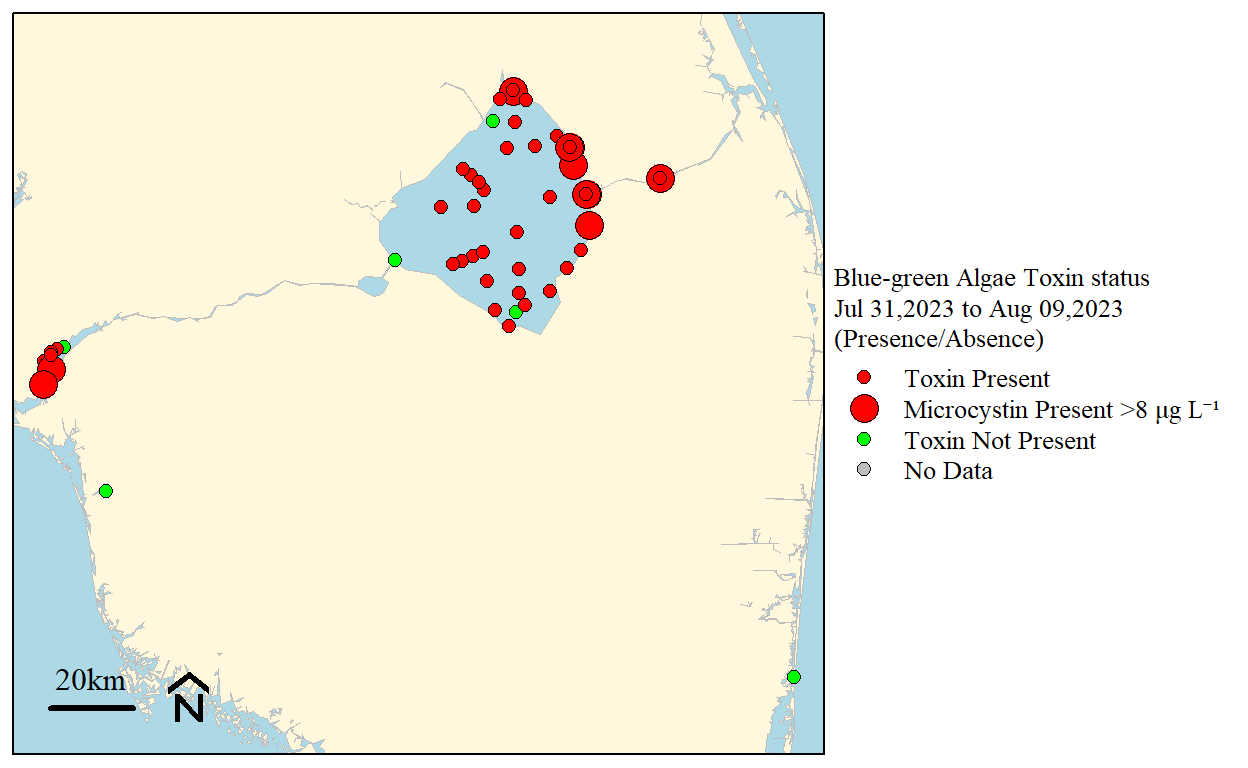 Blue-green Algae Toxin status
Jul 31,2023 to Aug 09,2023
(Presence/Absence)
Toxin Present
Microcystin Present >8 μg L⁻¹
Toxin Not Present
No Data
20km
N